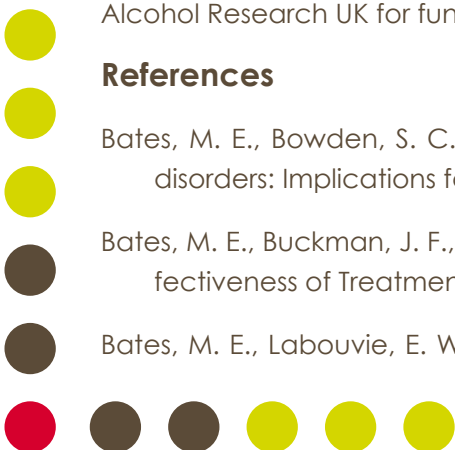 Alcohol Research UK for fun
References
Bates, M. E., Bowden, S. C.
disorders: Implications f
Bates, M. E., Buckman, J. F.,
fectiveness of Treatmen
Bates, M. E., Labouvie, E. W